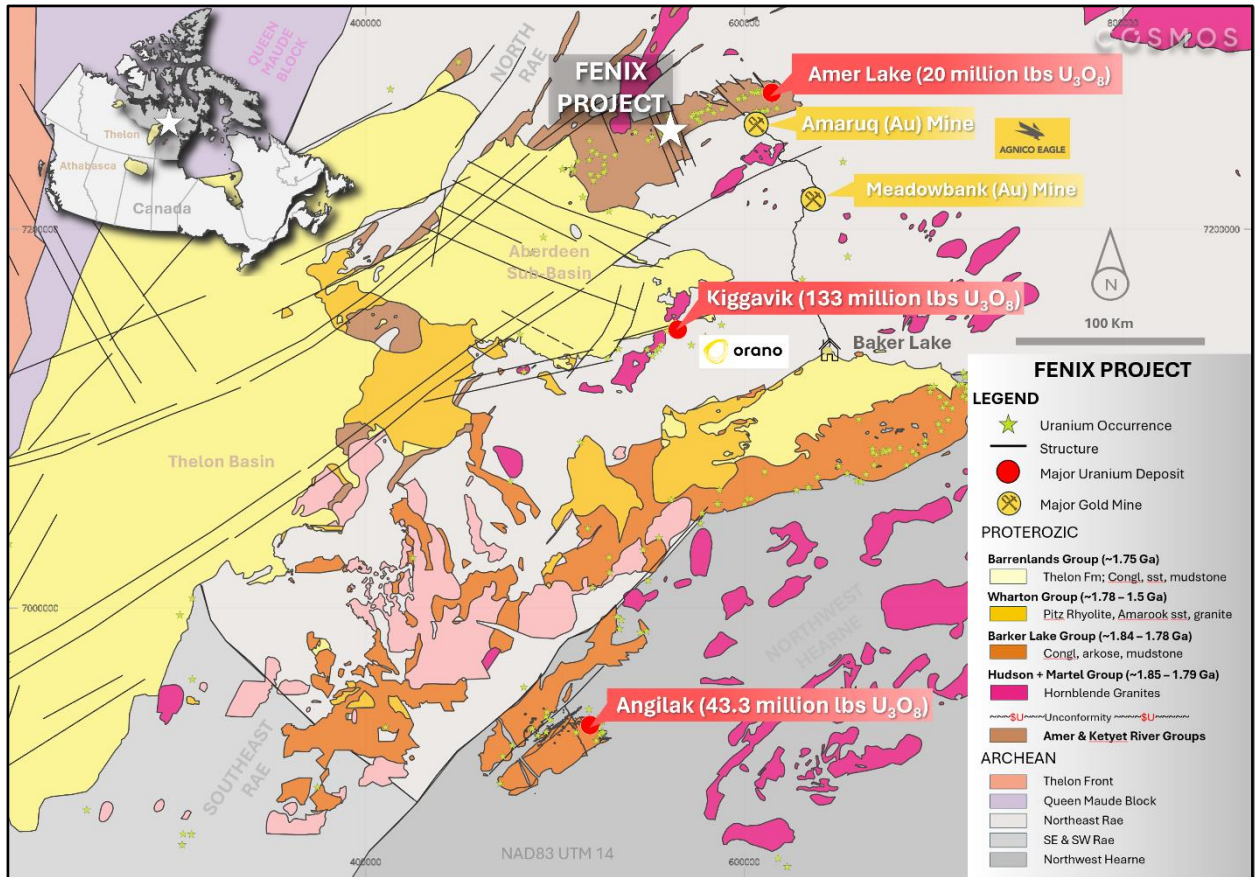 400000
600000
800000
COSMOS
QUEEN
MAUDE
BLOCK
NORTH
RAE
FENIX
PROJECT
Amer Lake (20 million lbs U₃O₈)
Amaruq (Au) Mine
AGNICO EAGLE
Meadowbank (Au) Mine
Thelon
Athabasca
Canada
7200000
7200000
Aberdeen
Sub-Basin
Kiggavik (133 million lbs U₃O₈)
orano
Baker Lake
N
100 Km
Thelon Basin
7000000
NORTHWEST
HEARNE
SOUTHEAST
RAE
Angilak (43.3 million lbs U₃O₈)
NAD83 UTM 14
400000
600000
FENIX PROJECT
LEGEND
Uranium Occurrence
Structure
Major Uranium Deposit
Major Gold Mine
PROTEROZIC
Barrenlands Group (~1.75 Ga)
Thelon Fm; Congl, sst, mudstone
Wharton Group (~1.78 – 1.5 Ga)
Pitz Rhyolite, Amarook sst, granite
Barker Lake Group (~1.84 – 1.78 Ga)
Congl, arkose, mudstone
Hudson + Martel Group (~1.85 – 1.79 Ga)
Hornblende Granites
~~~$U~~~Unconformity ~~~~$U~~~~~
Amer & Ketyet River Groups
ARCHEAN
Thelon Front
Queen Maude Block
Northeast Rae
SE & SW Rae
Northwest Hearne